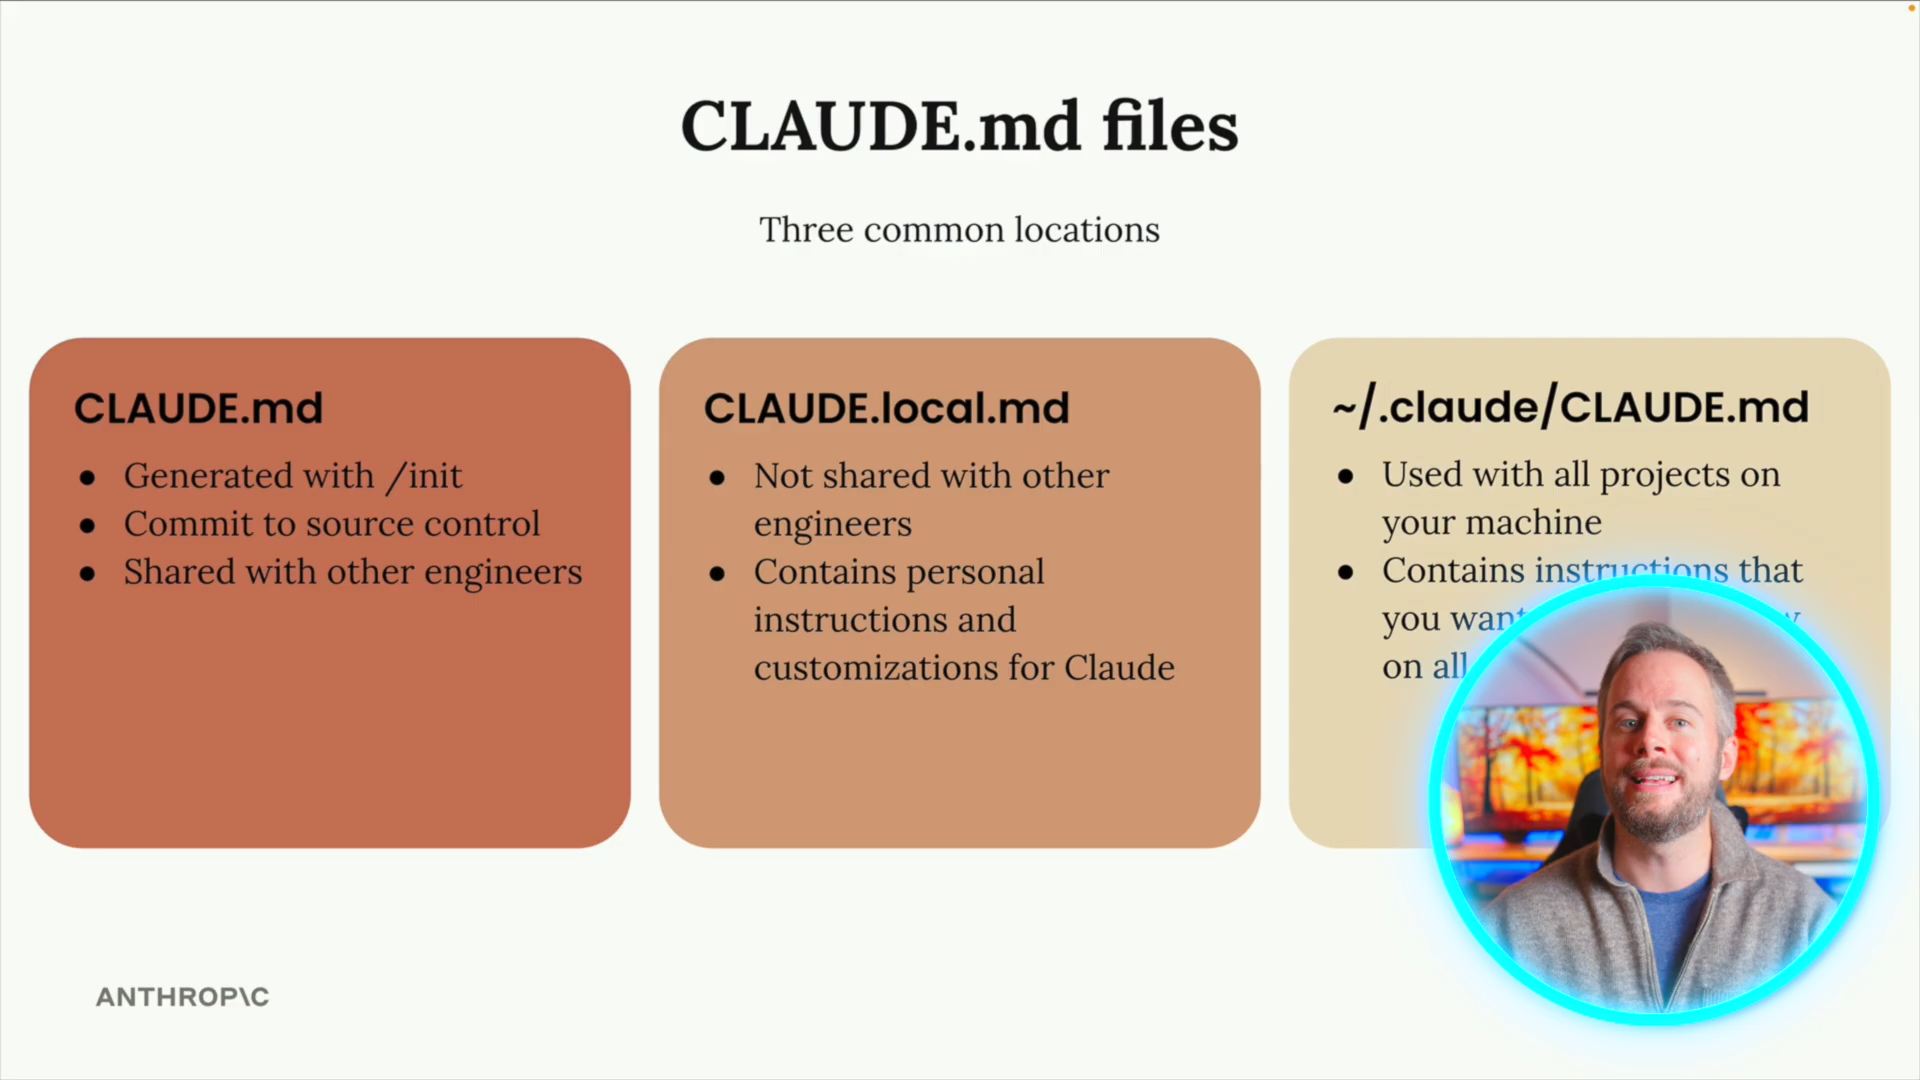 CLAUDE.md files
Three common locations
CLAUDE.md
● Generated with /init
● Commit to source control
● Shared with other engineers
CLAUDE.local.md
● Not shared with other
engineers
● Contains personal
instructions and
customizations for Claude
~/.claude/CLAUDE.md
● Used with all projects on
your machine
● Contains instructions that
you want
on all
ANTHROP\C